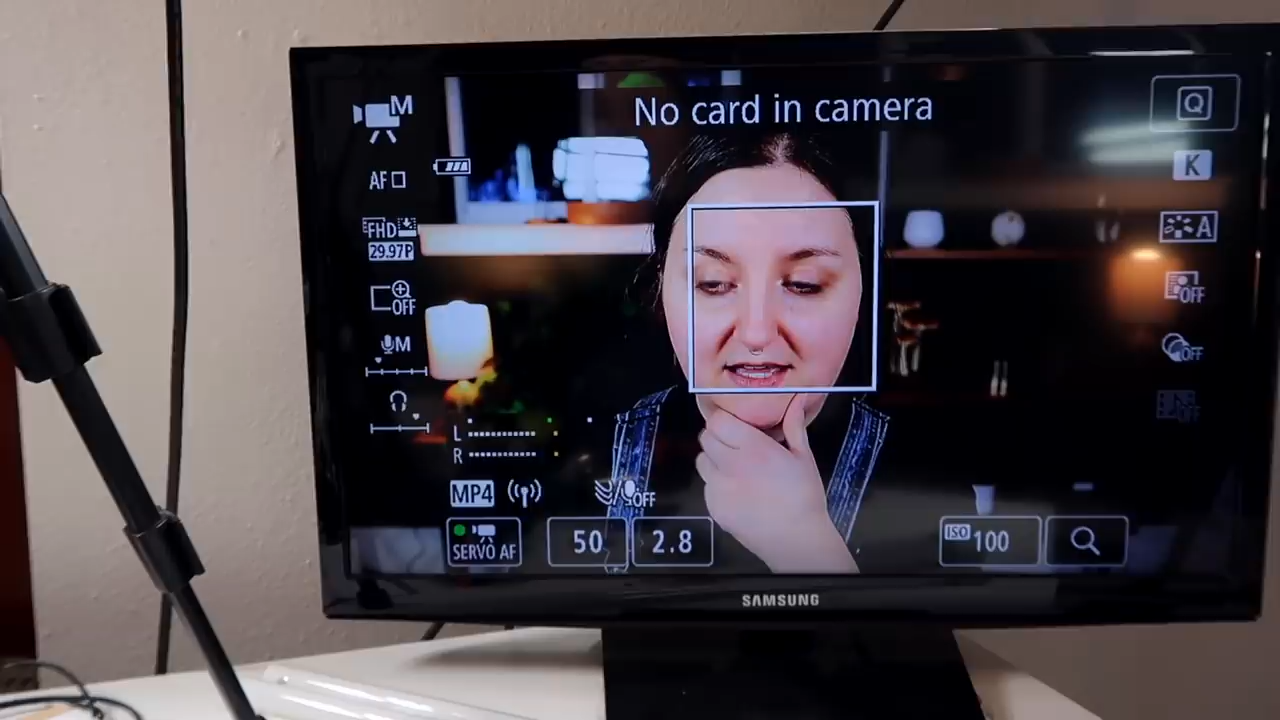 No card in camera
M
Q
K
AF
FHD
29.97P
A
OFF
OFF
M
OFF
L
R
OFF
MP4
OFF
SERVO AF
50
2.8
ISO 100
SAMSUNG